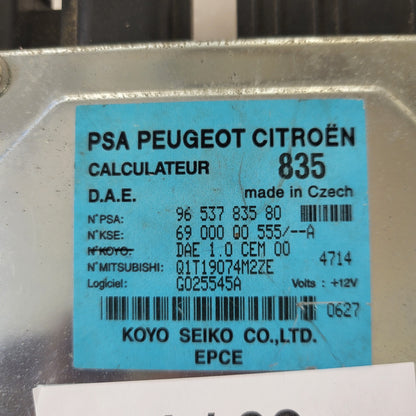 PSA PEUGEOT CITROËN
CALCULATEUR 835
D.A.E. made in Czech
N°PSA: 96 537 835 80
N°KSE: 69 000 00 555/--A
N°KOYO: DAE 1.0 CEM 00
N°MITSUBISHI: Q1T19074M2ZE 4714
Logiciel: G025545A Volts : +12V
0627
KOYO SEIKO CO.,LTD.
EPCE